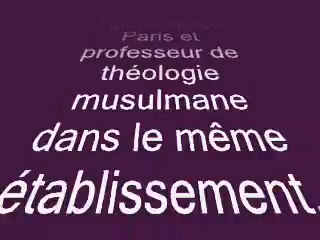 Paris et
professeur de
théologie
musulmane
dans le même
établissement.